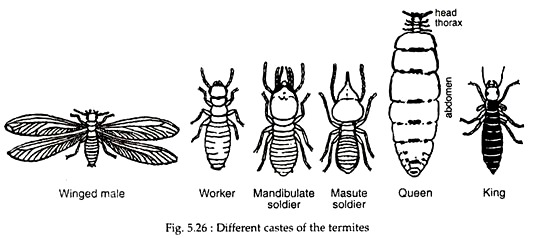 head
thorax
abdomen
Winged male
Worker
Mandibulate
soldier
Masute
soldier
Queen
King
Fig. 5.26 : Different castes of the termites